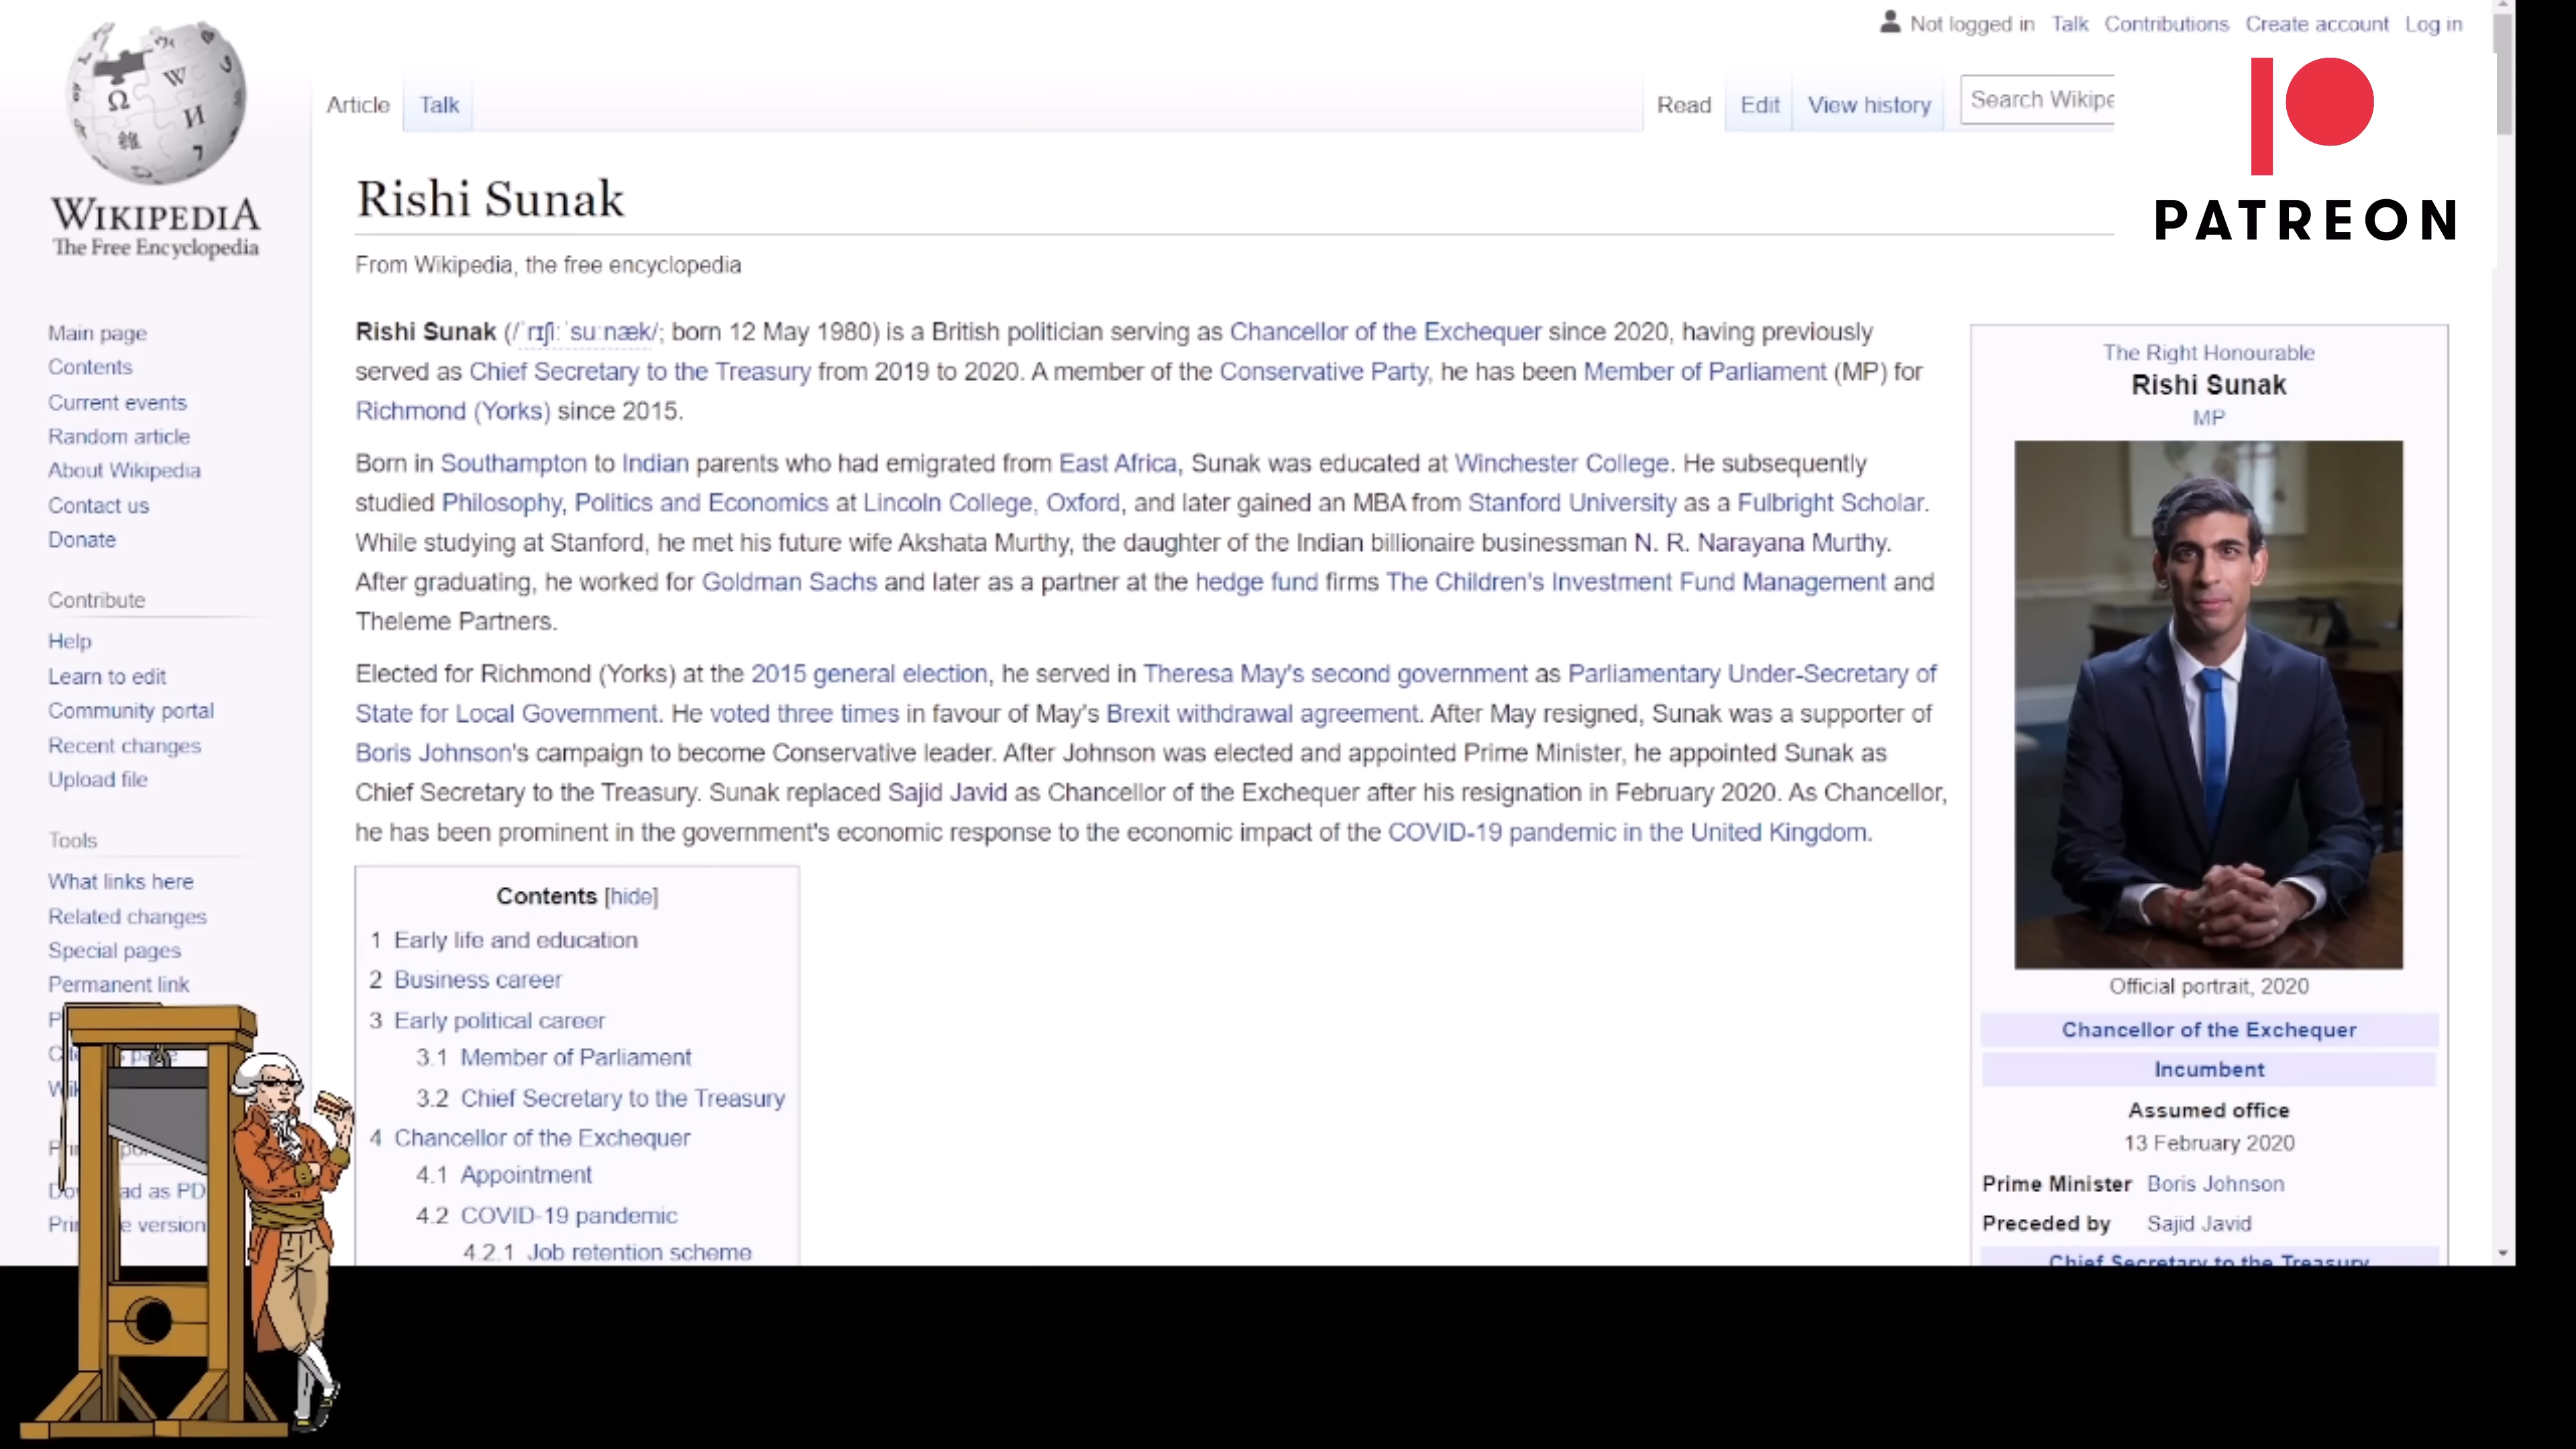 Not logged in Talk Contributions Create account Log in
Article Talk Read Edit View history Search Wikipe
PATREON
WIKIPEDIA
The Free Encyclopedia
Rishi Sunak
From Wikipedia, the free encyclopedia
Main page
Contents
Current events
Random article
About Wikipedia
Contact us
Donate
Contribute
Help
Learn to edit
Community portal
Recent changes
Upload file
Tools
What links here
Related changes
Special pages
Permanent link
Rishi Sunak (/ˈrɪʃiː ˈsuːnæk/; born 12 May 1980) is a British politician serving as Chancellor of the Exchequer since 2020, having previously
served as Chief Secretary to the Treasury from 2019 to 2020. A member of the Conservative Party, he has been Member of Parliament (MP) for
Richmond (Yorks) since 2015.
Born in Southampton to Indian parents who had emigrated from East Africa, Sunak was educated at Winchester College. He subsequently
studied Philosophy, Politics and Economics at Lincoln College, Oxford, and later gained an MBA from Stanford University as a Fulbright Scholar.
While studying at Stanford, he met his future wife Akshata Murthy, the daughter of the Indian billionaire businessman N. R. Narayana Murthy.
After graduating, he worked for Goldman Sachs and later as a partner at the hedge fund firms The Children's Investment Fund Management and
Theleme Partners.
Elected for Richmond (Yorks) at the 2015 general election, he served in Theresa May's second government as Parliamentary Under-Secretary of
State for Local Government. He voted three times in favour of May's Brexit withdrawal agreement. After May resigned, Sunak was a supporter of
Boris Johnson's campaign to become Conservative leader. After Johnson was elected and appointed Prime Minister, he appointed Sunak as
Chief Secretary to the Treasury. Sunak replaced Sajid Javid as Chancellor of the Exchequer after his resignation in February 2020. As Chancellor,
he has been prominent in the government's economic response to the economic impact of the COVID-19 pandemic in the United Kingdom.
Contents [hide]
1 Early life and education
2 Business career
3 Early political career
3.1 Member of Parliament
3.2 Chief Secretary to the Treasury
4 Chancellor of the Exchequer
4.1 Appointment
4.2 COVID-19 pandemic
4.2.1 Job retention scheme
ad as PD
e version
The Right Honourable
Rishi Sunak
MP
Official portrait, 2020
Chancellor of the Exchequer
Incumbent
Assumed office
13 February 2020
Prime Minister Boris Johnson
Preceded by Sajid Javid
Chief Secretary to the Treasury